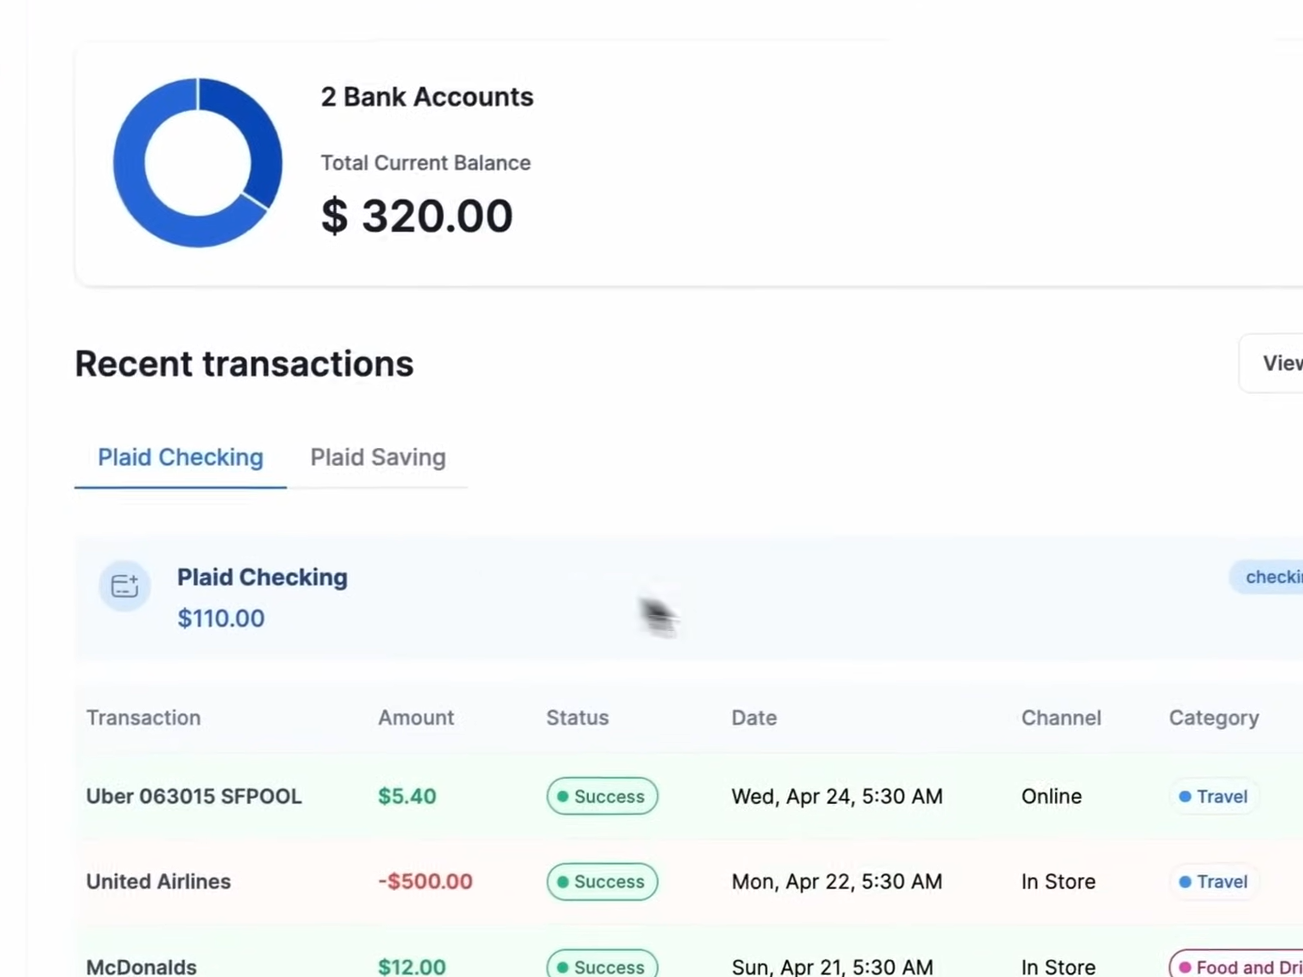 2 Bank Accounts
Total Current Balance
$ 320.00
Recent transactions
View
Plaid Checking Plaid Saving
Plaid Checking
$110.00
Transaction Amount Status Date Channel Category
Uber 063015 SFPOOL $5.40 Success Wed, Apr 24, 5:30 AM Online Travel
United Airlines -$500.00 Success Mon, Apr 22, 5:30 AM In Store Travel
McDonalds $12.00 Success Sun, Apr 21, 5:30 AM In Store Food and